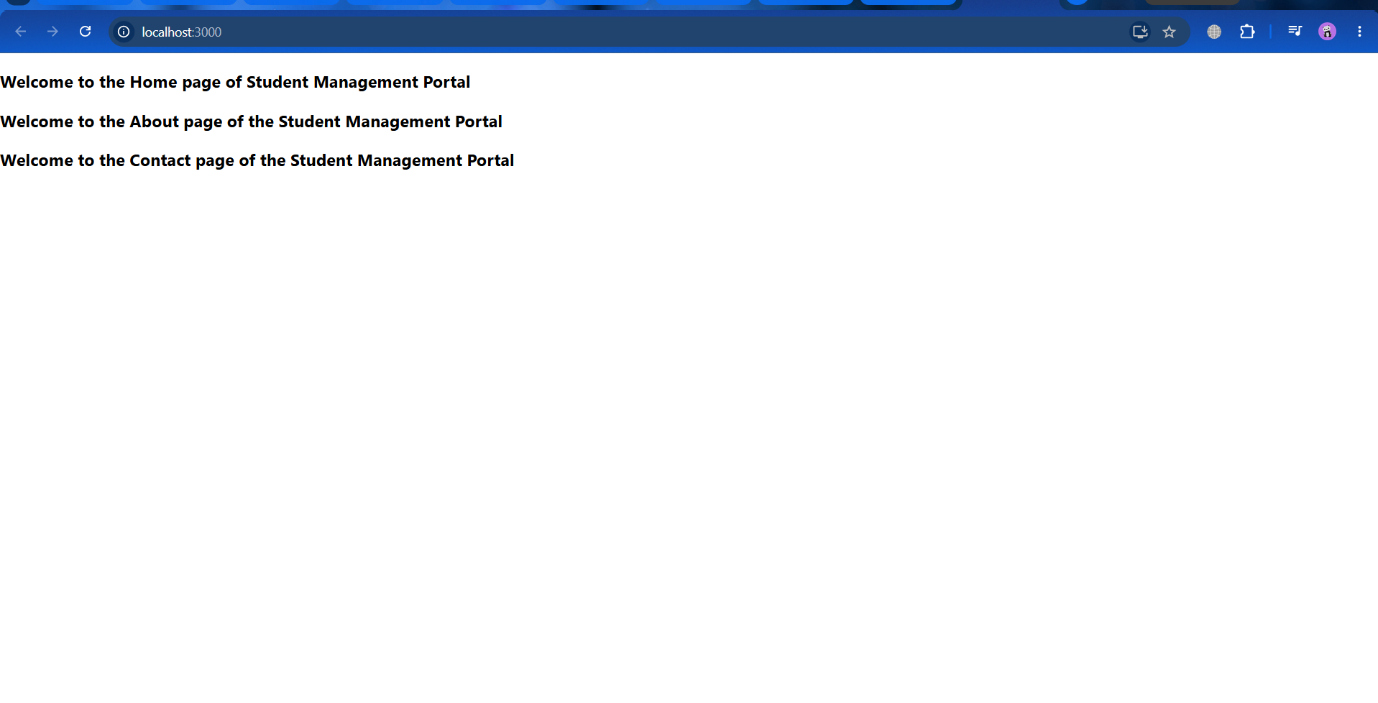 localhost:3000
Welcome to the Home page of Student Management Portal
Welcome to the About page of the Student Management Portal
Welcome to the Contact page of the Student Management Portal